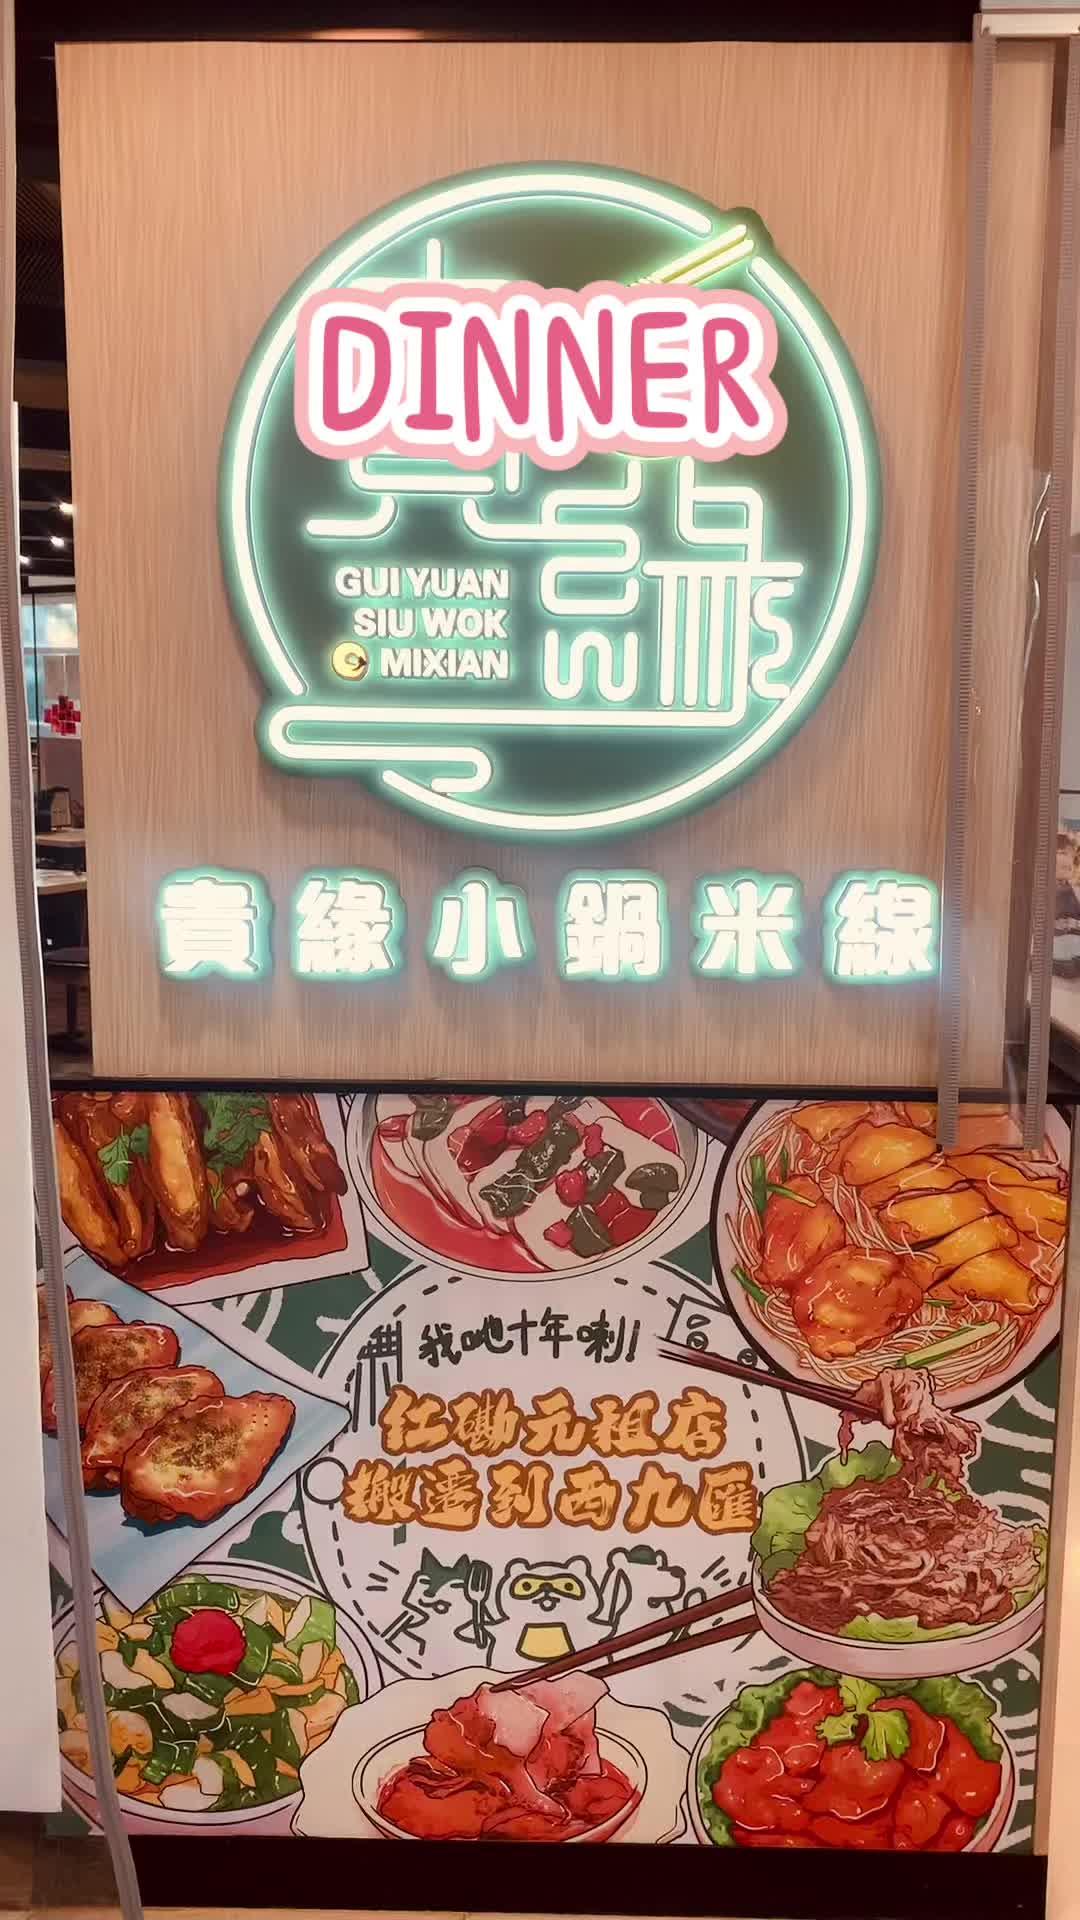 DINNER
GUI YUAN
SIU WOK
MIXIAN
貴緣小鍋米線
我哋十年喇!
红磡元祖店
搬遷到西九匯